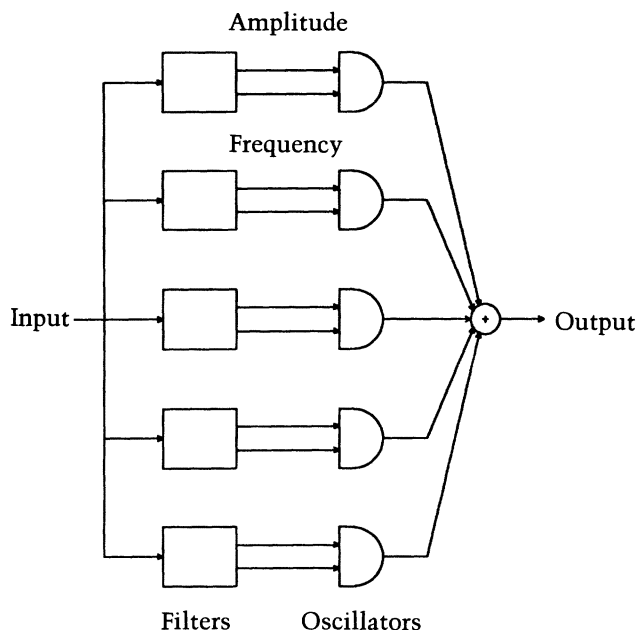 Amplitude
Frequency
Input
+
Output
Filters Oscillators